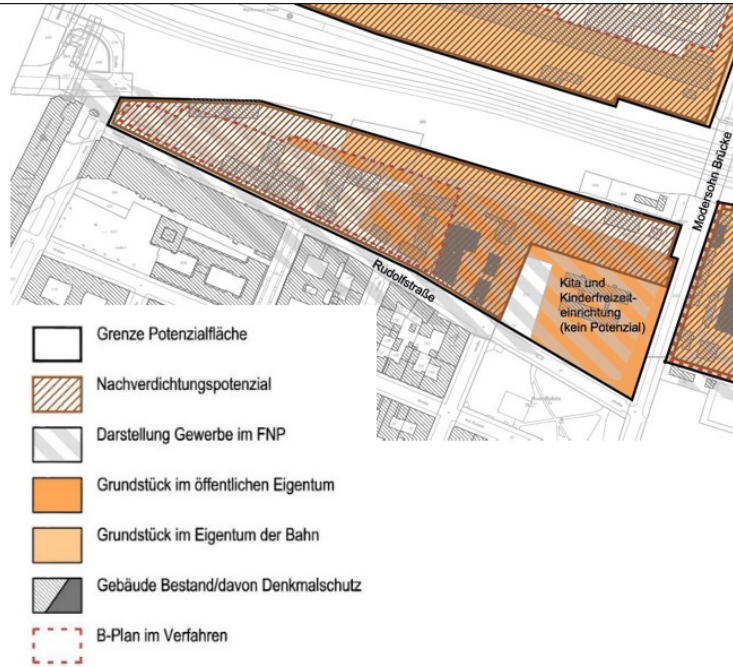 Modersohn Brücke
Rudolfstraße
Kita und
Kinderfreizeit-
einrichtung
(kein Potenzial)
Grenze Potenzialfläche
Nachverdichtungspotenzial
Darstellung Gewerbe im FNP
Grundstück im öffentlichen Eigentum
Grundstück im Eigentum der Bahn
Gebäude Bestand/davon Denkmalschutz
B-Plan im Verfahren